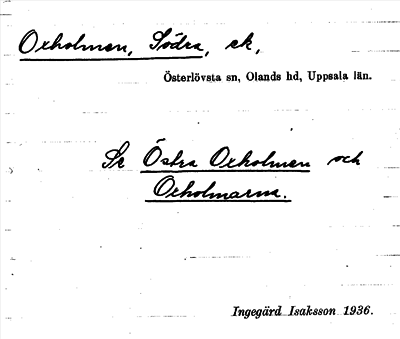 Oxholmen, Södra, ek,
Österlövsta sn, Olands hd, Uppsala län.
Se Östra Oxholmen och
Oxholmarna.
Ingegärd Isaksson 1936.